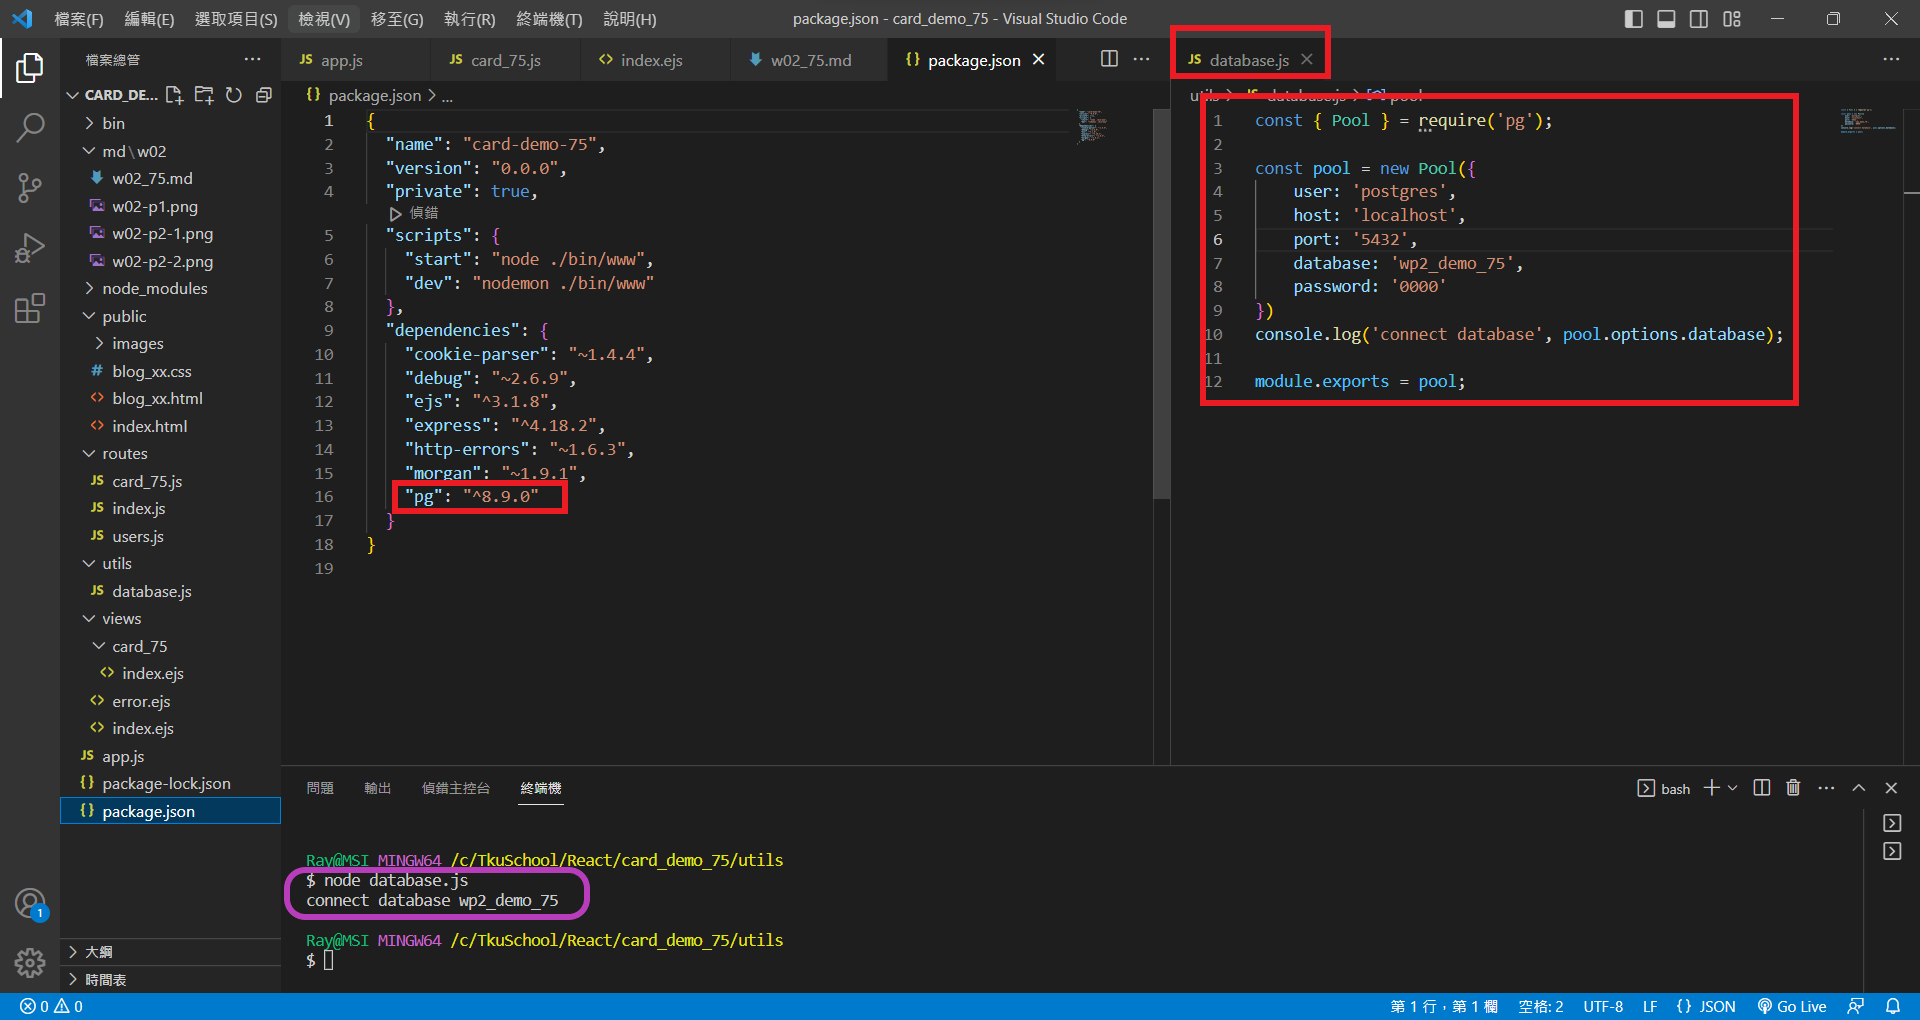 檔案(F) 編輯(E) 選取項目(S) 檢視(V) 移至(G) 執行(R) 終端機(T) 說明(H)
package.json - card_demo_75 - Visual Studio Code
檔案總管
CARD_DE...
bin
md\w02
w02_75.md
w02-p1.png
w02-p2-1.png
w02-p2-2.png
node_modules
public
images
# blog_xx.css
<> blog_xx.html
<> index.html
routes
JS card_75.js
JS index.js
JS users.js
utils
JS database.js
views
card_75
<> index.ejs
<> error.ejs
<> index.ejs
JS app.js
{} package-lock.json
{} package.json
大綱
時間表
JS app.js
JS card_75.js
<> index.ejs
w02_75.md
{} package.json
{} package.json > ...
1 {
2 "name": "card-demo-75",
3 "version": "0.0.0",
4 "private": true,
偵錯
5 "scripts": {
6 "start": "node ./bin/www",
7 "dev": "nodemon ./bin/www"
8 },
9 "dependencies": {
10 "cookie-parser": "~1.4.4",
11 "debug": "~2.6.9",
12 "ejs": "^3.1.8",
13 "express": "^4.18.2",
14 "http-errors": "~1.6.3",
15 "morgan": "~1.9.1",
16 "pg": "^8.9.0"
17 }
18 }
19
JS database.js
utils > JS database.js > pool
1 const { Pool } = require('pg');
2
3 const pool = new Pool({
4 user: 'postgres',
5 host: 'localhost',
6 port: '5432',
7 database: 'wp2_demo_75',
8 password: '0000'
9 })
10 console.log('connect database', pool.options.database);
11
12 module.exports = pool;
問題 輸出 偵錯主控台 終端機
bash
Ray@MSI MINGW64 /c/TkuSchool/React/card_demo_75/utils
$ node database.js
connect database wp2_demo_75
Ray@MSI MINGW64 /c/TkuSchool/React/card_demo_75/utils
$
1
0 0
第 1 行，第 1 欄 空格: 2 UTF-8 LF {} JSON Go Live